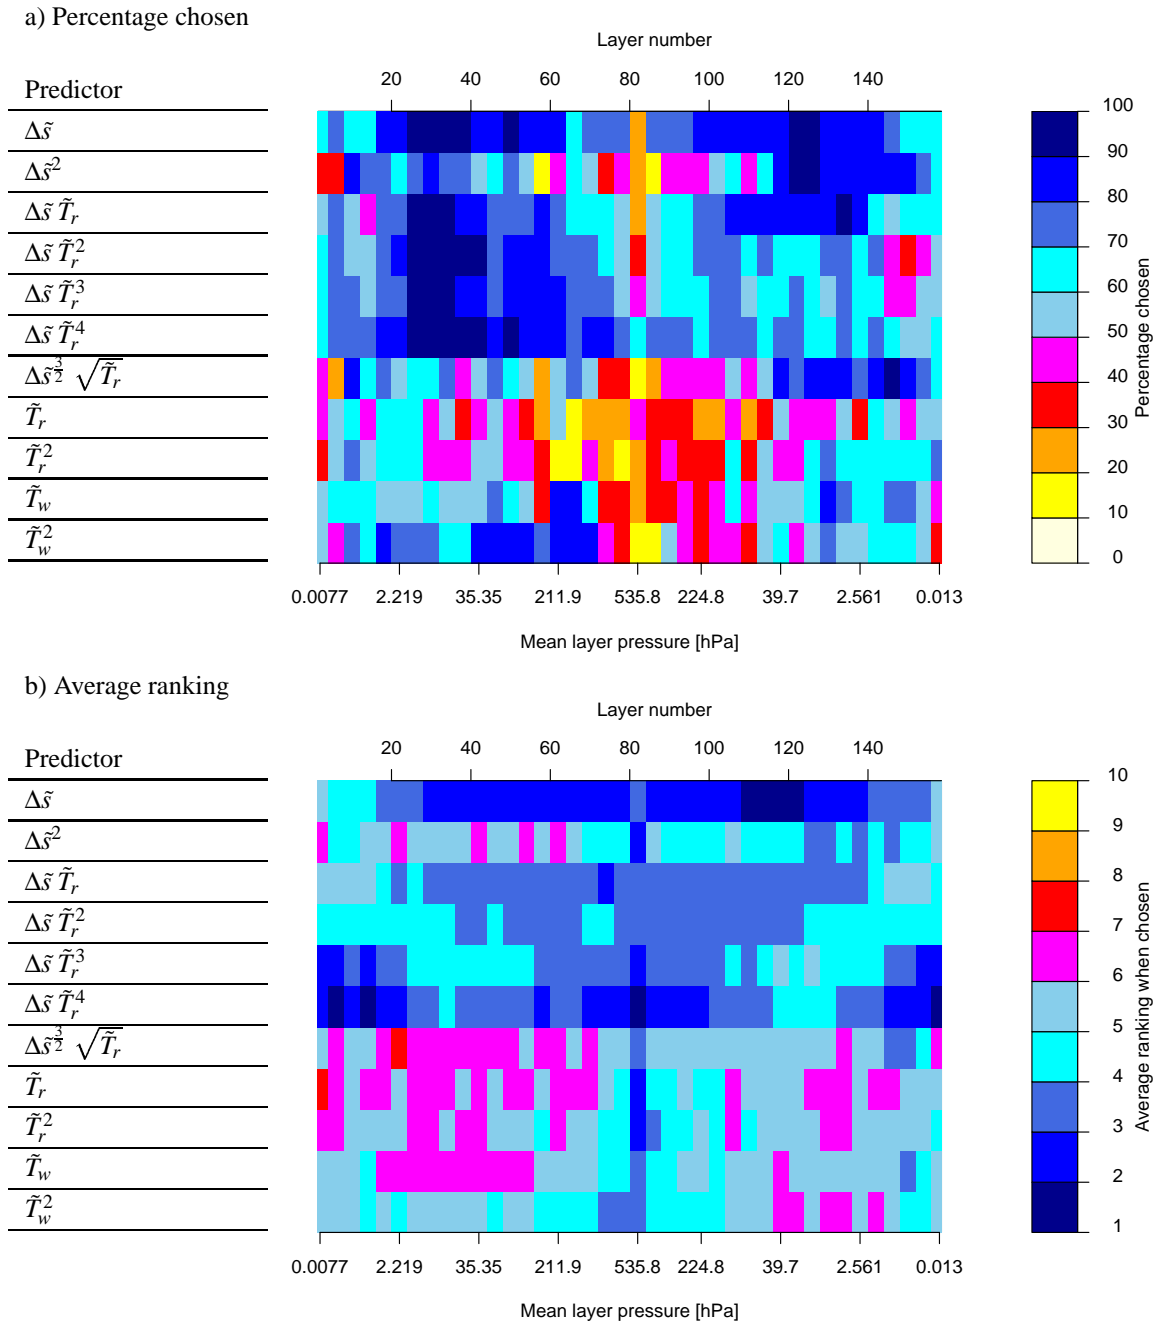 a) Percentage chosen
Layer number
20 40 60 80 100 120 140
Predictor
Δs̃
Δs̃²
Δs̃ T̃ᵣ
Δs̃ T̃ᵣ²
Δs̃ T̃ᵣ³
Δs̃ T̃ᵣ⁴
Δs̃^{3/2} √T̃ᵣ
T̃ᵣ
T̃ᵣ²
T̃_w
T̃_w²
0.0077 2.219 35.35 211.9 535.8 224.8 39.7 2.561 0.013
Mean layer pressure [hPa]
100
90
80
70
60
50
40
30
20
10
0
Percentage chosen
b) Average ranking
Layer number
20 40 60 80 100 120 140
Predictor
Δs̃
Δs̃²
Δs̃ T̃ᵣ
Δs̃ T̃ᵣ²
Δs̃ T̃ᵣ³
Δs̃ T̃ᵣ⁴
Δs̃^{3/2} √T̃ᵣ
T̃ᵣ
T̃ᵣ²
T̃_w
T̃_w²
0.0077 2.219 35.35 211.9 535.8 224.8 39.7 2.561 0.013
Mean layer pressure [hPa]
10
9
8
7
6
5
4
3
2
1
Average ranking when chosen